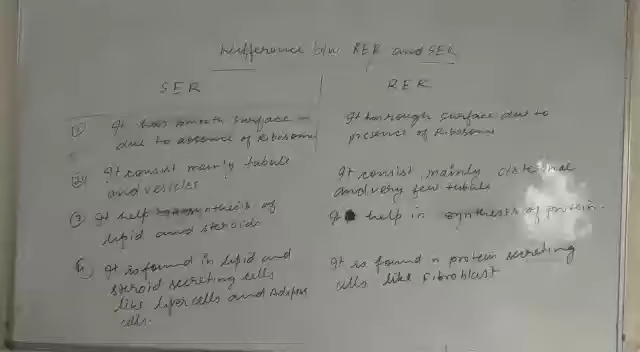 Difference b/w RER and SER
SER
RER
① It has smooth surface
due to absence of Ribosome
It has rough surface due to
presence of Ribosome
② It consist mainly tubule
and vesicles
It consist mainly cisternal
and very few tubule
③ It help synthesis of
lipid and steroids
It help in synthesis of protein.
④ It is found in lipid and
steroid secreting cells
like liver cells and Adipose
cells.
It is found n protein secreting
cells like Fibroblast